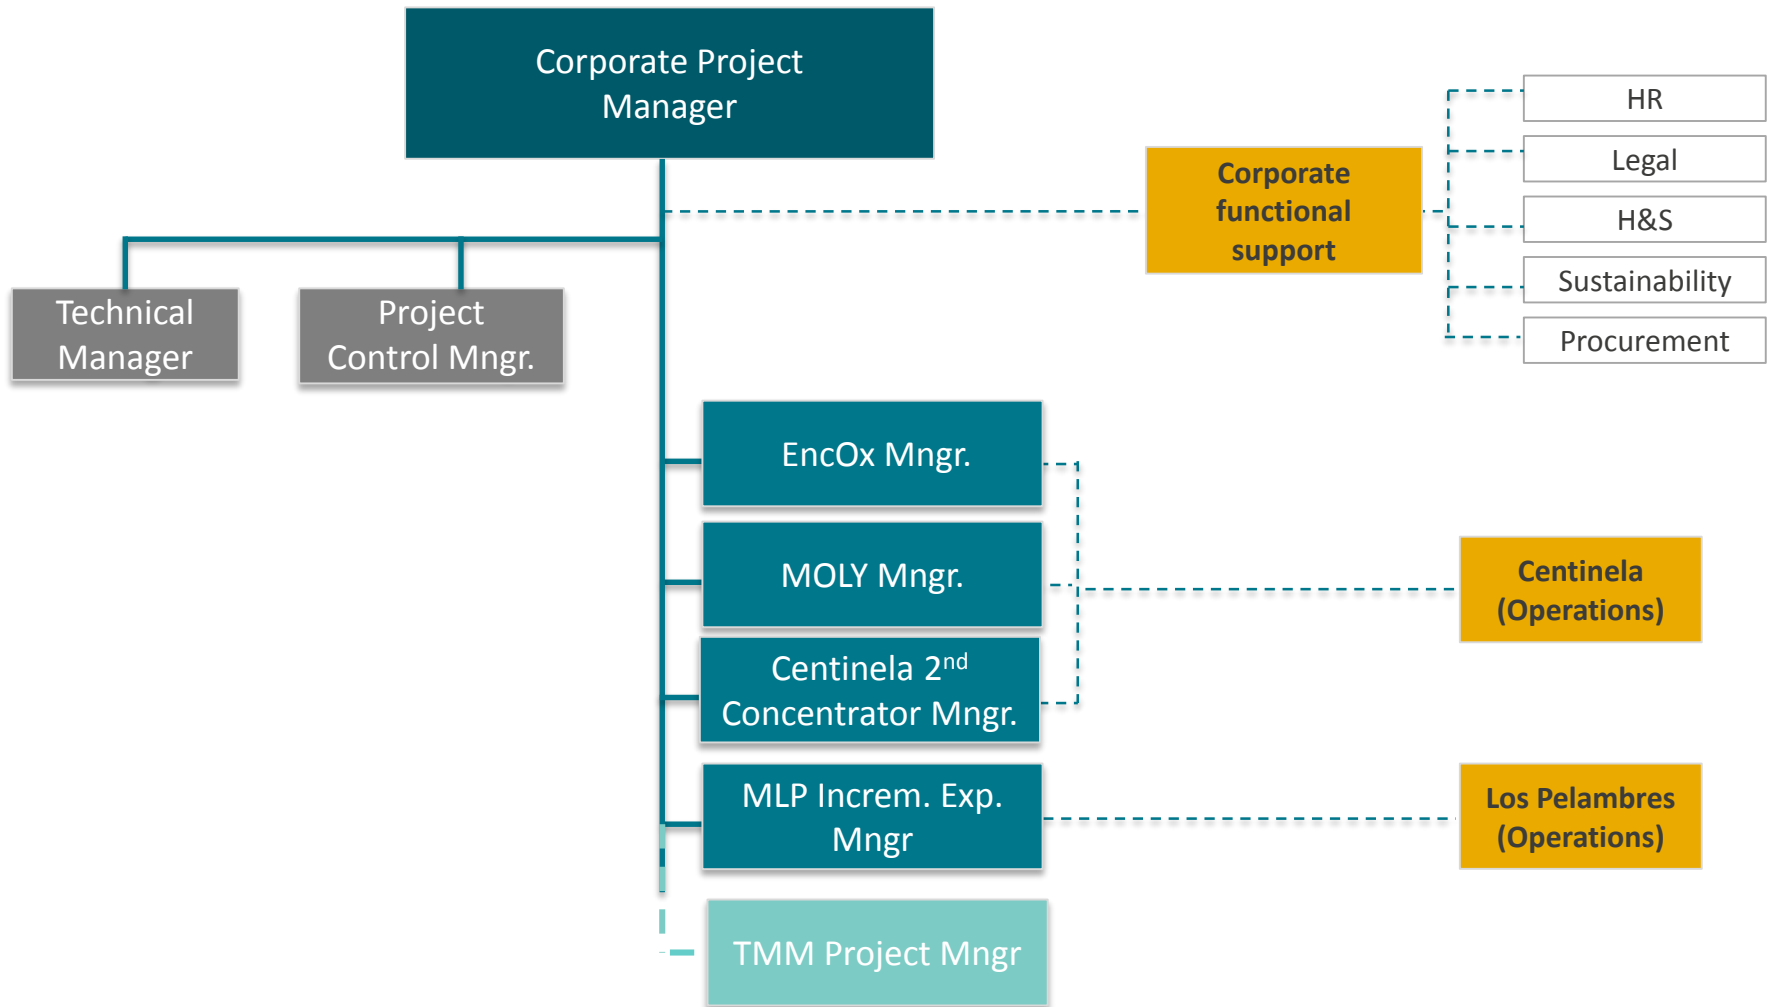 Corporate Project
Manager
HR
Legal
Corporate
functional
support
H&S
Sustainability
Procurement
Technical
Manager
Project
Control Mngr.
EncOx Mngr.
MOLY Mngr.
Centinela
(Operations)
Centinela 2nd
Concentrator Mngr.
MLP Increm. Exp.
Mngr
Los Pelambres
(Operations)
TMM Project Mngr